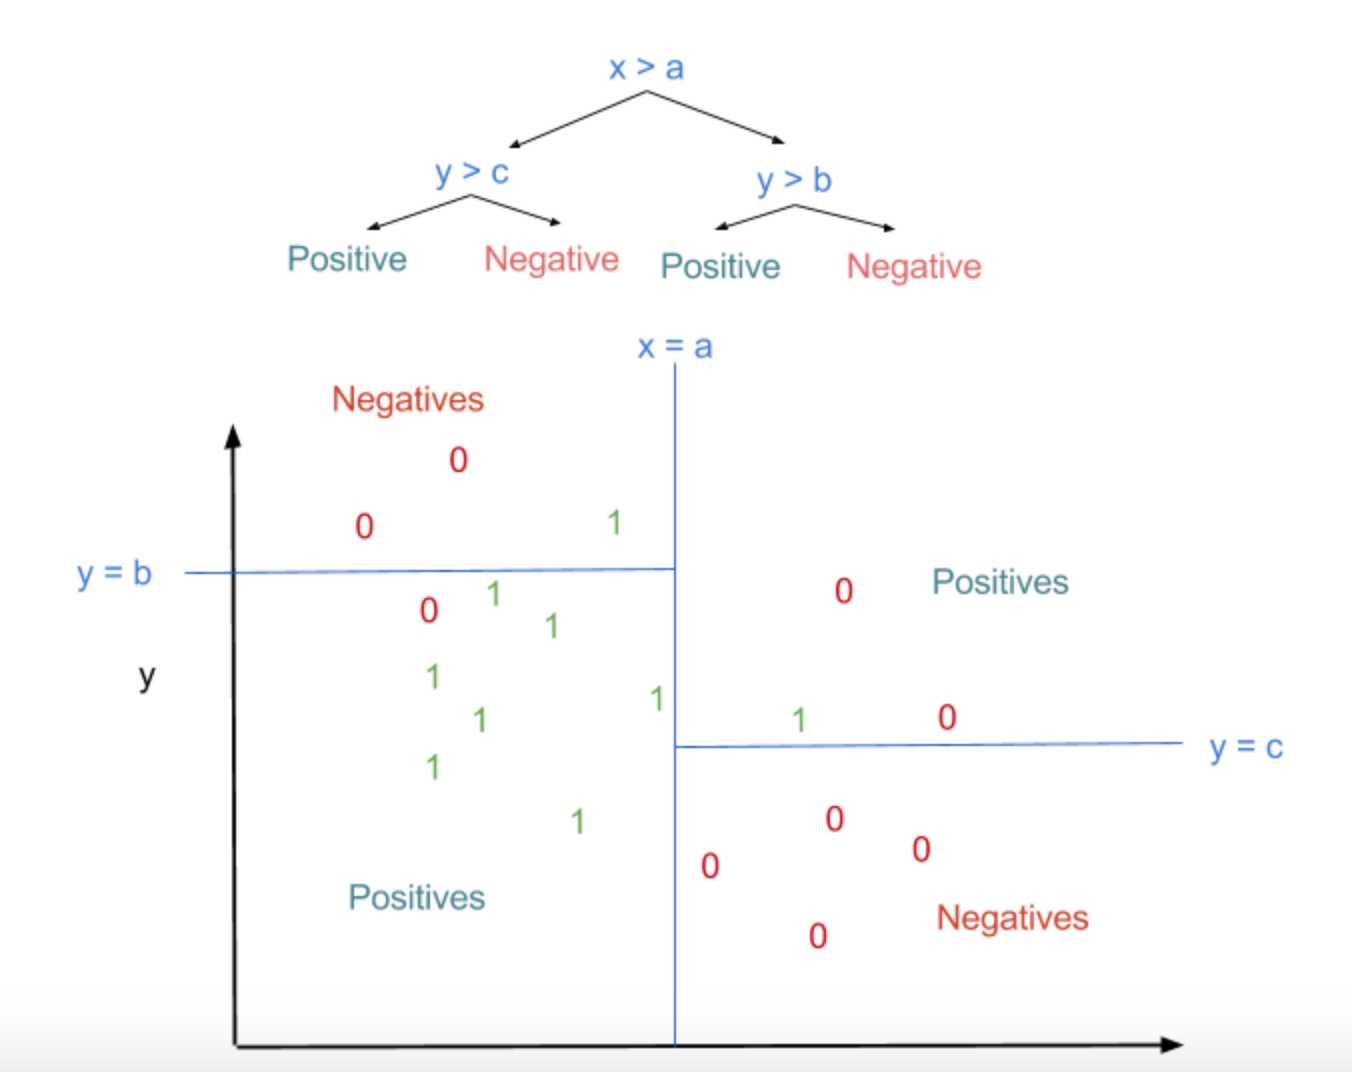 x > a
y > c
y > b
Positive
Negative
Positive
Negative
x = a
Negatives
0
0
1
y = b
1
0
Positives
0
1
y
1
1
1
1
0
y = c
1
1
0
0
0
Positives
Negatives
0